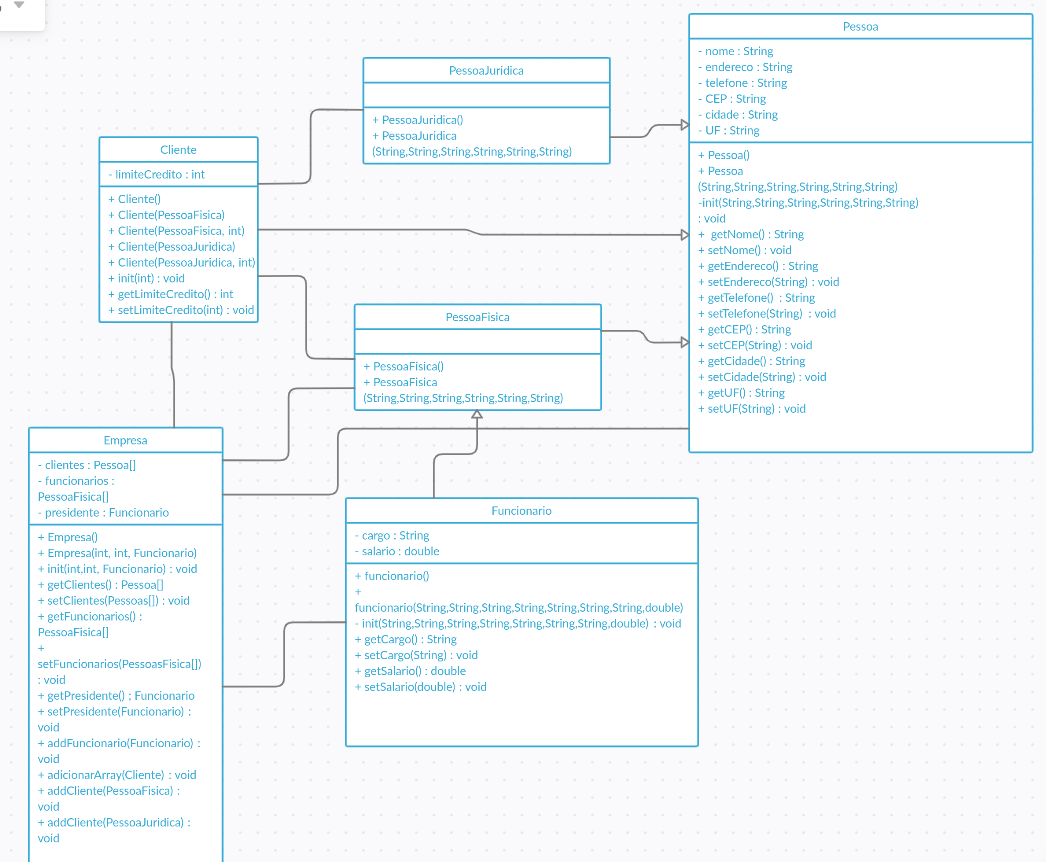 Pessoa
- nome : String
- endereco : String
- telefone : String
- CEP : String
- cidade : String
- UF : String
+ Pessoa()
+ Pessoa
(String,String,String,String,String,String)
-init(String,String,String,String,String,String)
: void
+  getNome() : String
+ setNome() : void
+ getEndereco() : String
+ setEndereco(String) : void
+ getTelefone()  : String
+ setTelefone(String)  : void
+ getCEP() : String
+ setCEP(String) : void
+ getCidade() : String
+ setCidade(String) : void
+ getUF() : String
+ setUF(String) : void
PessoaJuridica
+ PessoaJuridica()
+ PessoaJuridica
(String,String,String,String,String,String)
Cliente
- limiteCredito : int
+ Cliente()
+ Cliente(PessoaFisica)
+ Cliente(PessoaFisica, int)
+ Cliente(PessoaJuridica)
+ Cliente(PessoaJuridica, int)
+ init(int) : void
+ getLimiteCredito() : int
+ setLimiteCredito(int) : void
PessoaFisica
+ PessoaFisica()
+ PessoaFisica
(String,String,String,String,String,String)
Empresa
- clientes : Pessoa[]
- funcionarios :
PessoaFisica[]
- presidente : Funcionario
+ Empresa()
+ Empresa(int, int, Funcionario)
+ init(int,int, Funcionario) : void
+ getClientes() : Pessoa[]
+ setClientes(Pessoas[]) : void
+ getFuncionarios() :
PessoaFisica[]
+
setFuncionarios(PessoasFisica[])
: void
+ getPresidente() ; Funcionario
+ setPresidente(Funcionario) :
void
+ addFuncionario(Funcionario) :
void
+ adicionarArray(Cliente) : void
+ addCliente(PessoaFisica) :
void
+ addCliente(PessoaJuridica) :
void
Funcionario
- cargo : String
- salario : double
+ funcionario()
+
funcionario(String,String,String,String,String,String,String,double)
- init(String,String,String,String,String,String,String,double)  : void
+ getCargo() : String
+ setCargo(String) : void
+ getSalario() : double
+ setSalario(double) : void